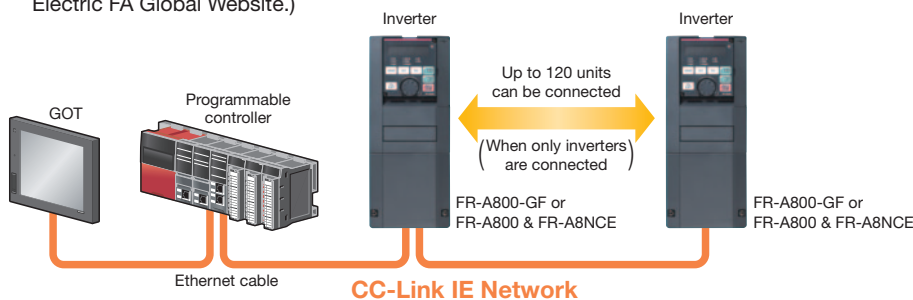 Electric FA Global Website.)
Inverter
Inverter
Up to 120 units
can be connected
(When only inverters
are connected)
GOT
Programmable
controller
FR-A800-GF or
FR-A800 & FR-A8NCE
FR-A800-GF or
FR-A800 & FR-A8NCE
Ethernet cable
CC-Link IE Network